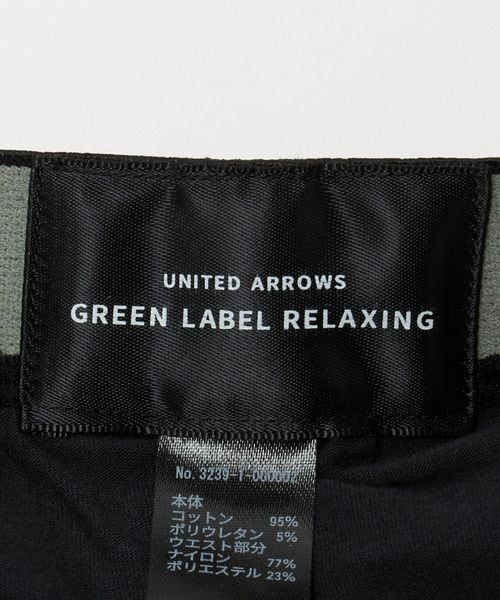 UNITED ARROWS
GREEN LABEL RELAXING
No. 3239-1-000002
本体
コットン 95%
ポリウレタン 5%
ウエスト部分
ナイロン 77%
ポリエステル 23%